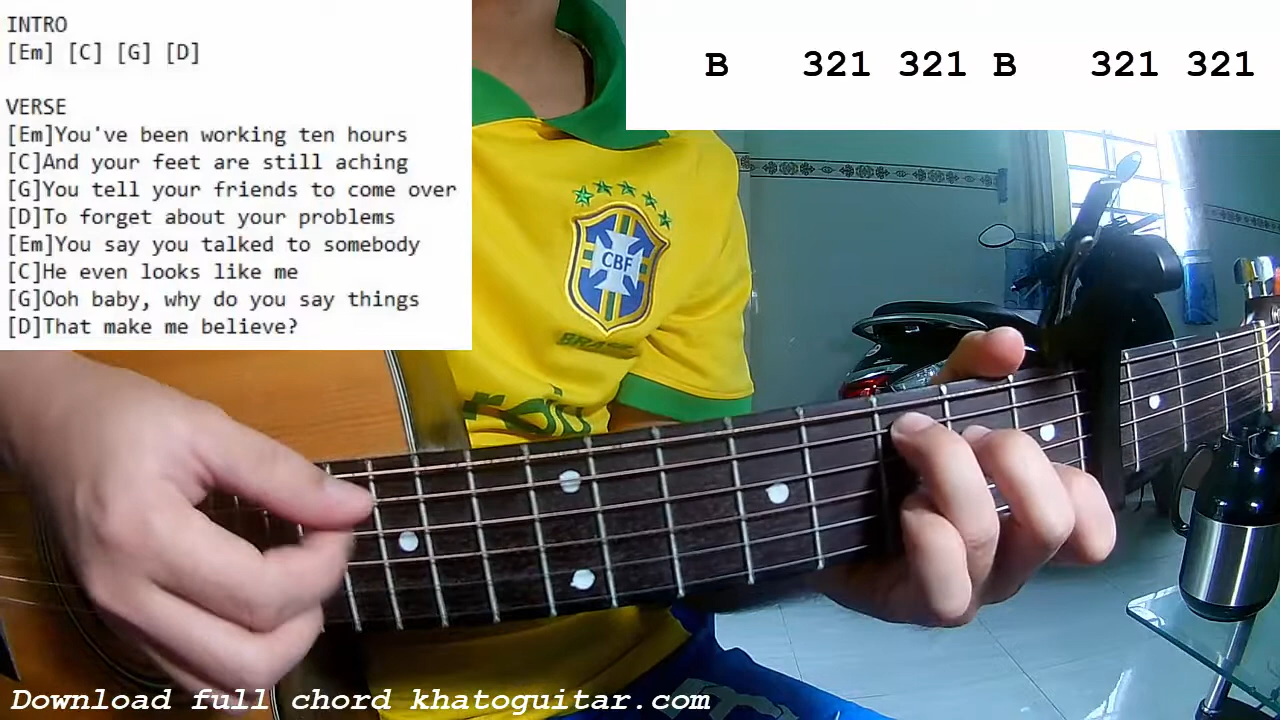 INTRO
[Em] [C] [G] [D]
VERSE
[Em]You've been working ten hours
[C]And your feet are still aching
[G]You tell your friends to come over
[D]To forget about your problems
[Em]You say you talked to somebody
[C]He even looks like me
[G]Ooh baby, why do you say things
[D]That make me believe?
B 321 321 B 321 321
CBF
BRASIL
Download full chord khatoguitar.com